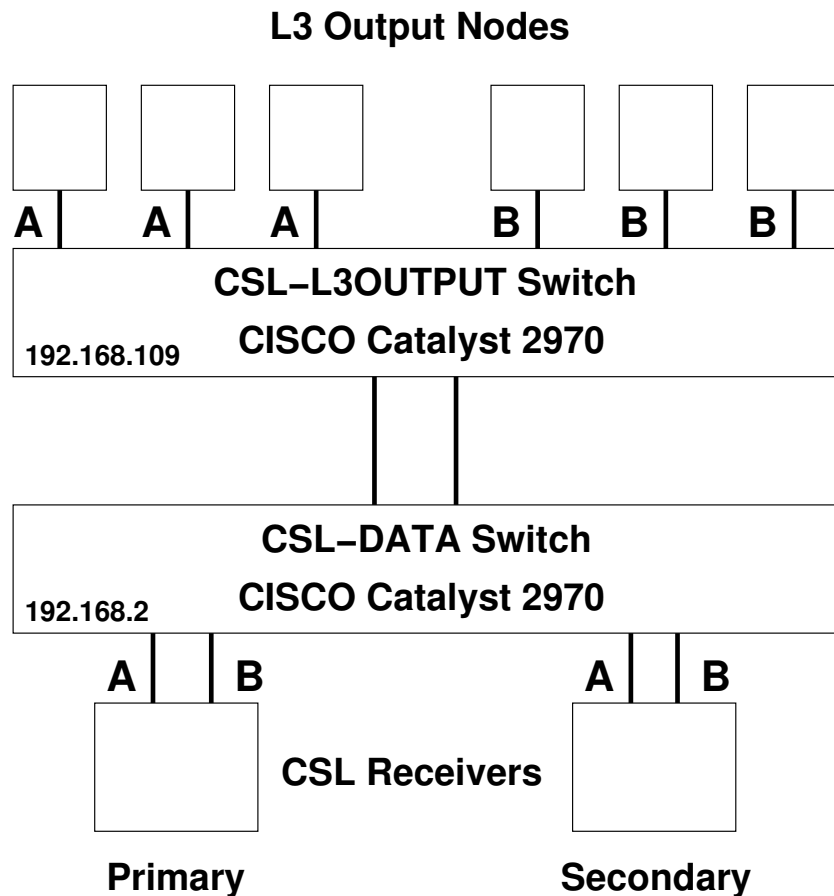 L3 Output Nodes
A A A B B B
CSL–L3OUTPUT Switch
CISCO Catalyst 2970
192.168.109
CSL–DATA Switch
CISCO Catalyst 2970
192.168.2
A B A B
CSL Receivers
Primary Secondary